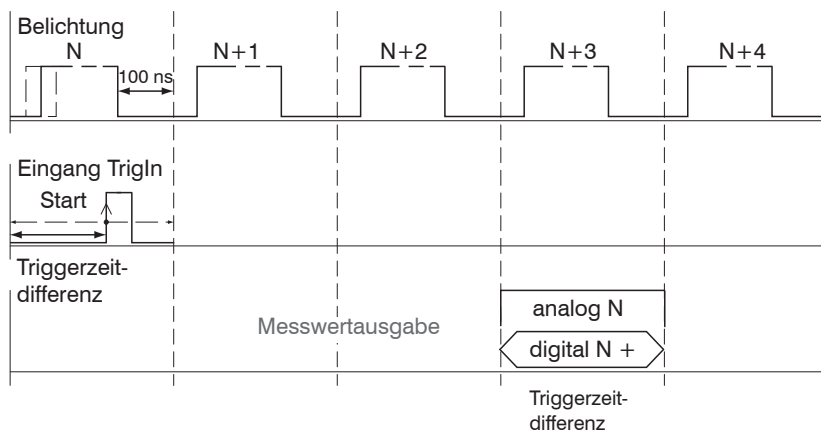 Belichtung
N N+1 N+2 N+3 N+4
100 ns
Eingang TrigIn
Start
Triggerzeit-
differenz
Messwertausgabe
analog N
digital N +
Triggerzeit-
differenz